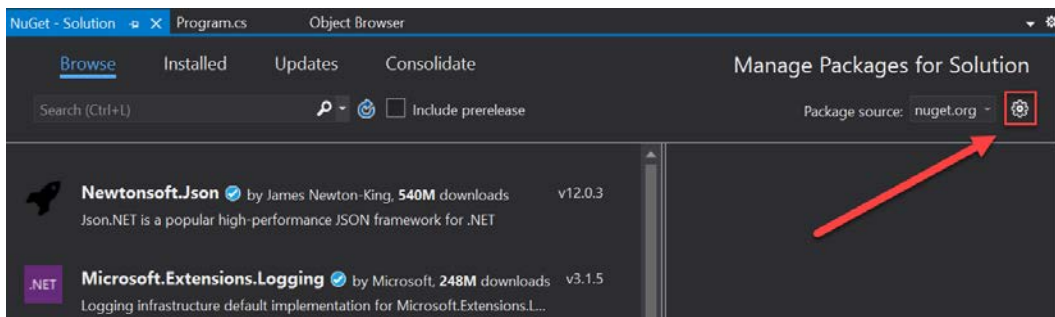 NuGet - Solution Program.cs Object Browser
Browse Installed Updates Consolidate Manage Packages for Solution
Search (Ctrl+L) Include prerelease Package source: nuget.org
Newtonsoft.Json by James Newton-King, 540M downloads v12.0.3
Json.NET is a popular high-performance JSON framework for .NET
.NET Microsoft.Extensions.Logging by Microsoft, 248M downloads v3.1.5
Logging infrastructure default implementation for Microsoft.Extensions.L...